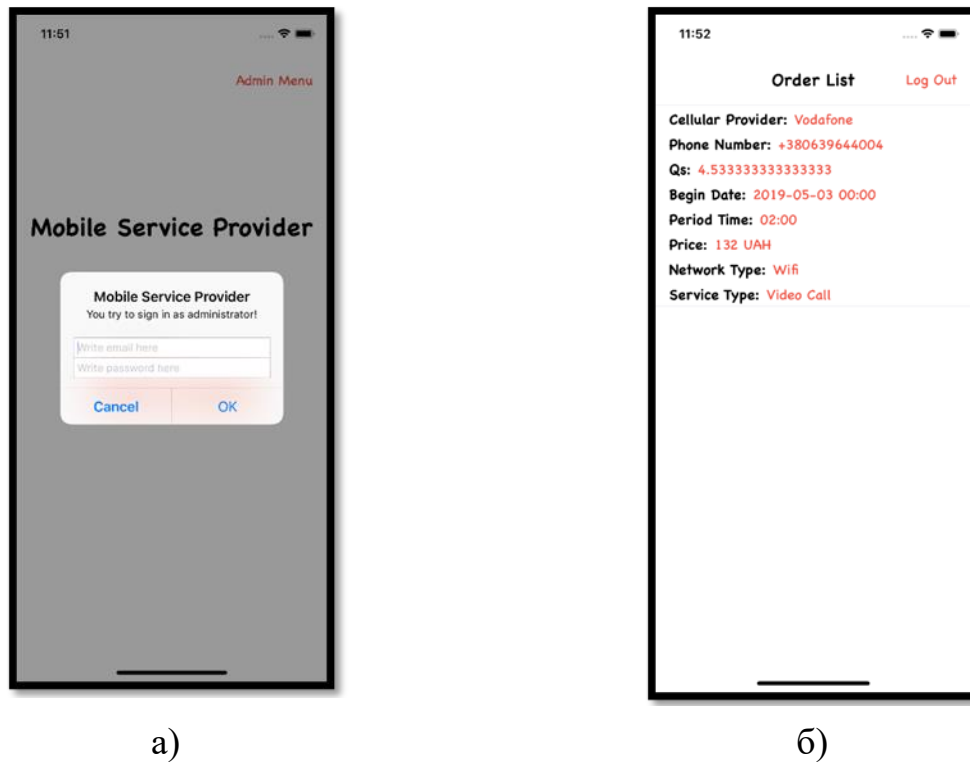 11:51
Admin Menu
Mobile Service Provider
Mobile Service Provider
You try to sign in as administrator!
Write email here
Write password here
Cancel
OK
а)
11:52
Order List
Log Out
Cellular Provider: Vodafone
Phone Number: +380639644004
Qs: 4.533333333333333
Begin Date: 2019-05-03 00:00
Period Time: 02:00
Price: 132 UAH
Network Type: Wifi
Service Type: Video Call
б)